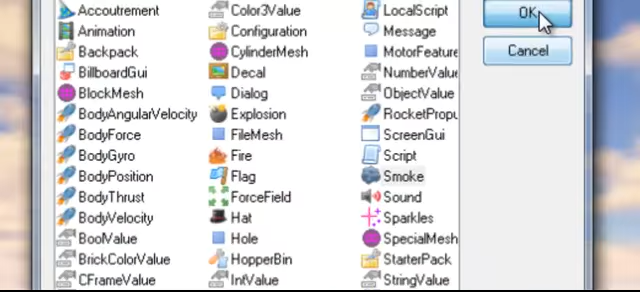 Accoutrement Color3Value LocalScript
Animation Configuration Message
Backpack CylinderMesh MotorFeature
BillboardGui Decal NumberValue
BlockMesh Dialog ObjectValue
BodyAngularVelocity Explosion RocketPropu
BodyForce FileMesh ScreenGui
BodyGyro Fire Script
BodyPosition Flag Smoke
BodyThrust ForceField Sound
BodyVelocity Hat Sparkles
BoolValue Hole SpecialMesh
BrickColorValue HopperBin StarterPack
CFrameValue IntValue StringValue
OK
Cancel